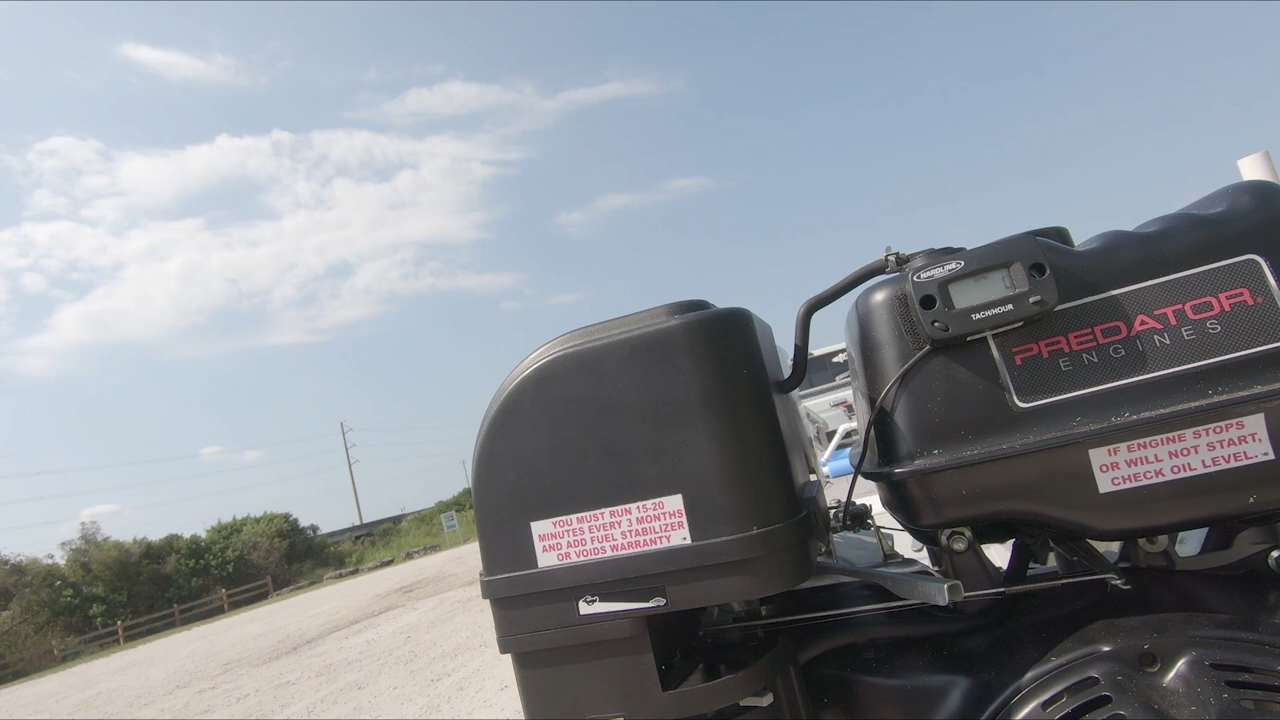 HARDLINE
TACH/HOUR
PREDATOR
ENGINES
IF ENGINE STOPS
OR WILL NOT START,
CHECK OIL LEVEL.
YOU MUST RUN 15-20
MINUTES EVERY 3 MONTHS
AND ADD FUEL STABILIZER
OR VOIDS WARRANTY